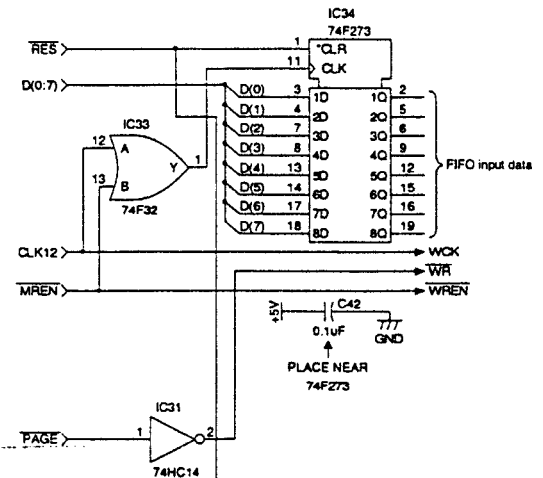 IC34
74F273
RES
1
*CLR
11
CLK
D(0:7)
D(0) 3 1D 1Q 2
D(1) 4 2D 2Q 5
D(2) 7 3D 3Q 6
D(3) 8 4D 4Q 9
D(4) 13 5D 5Q 12
D(5) 14 6D 6Q 15
D(6) 17 7D 7Q 16
D(7) 18 8D 8Q 19
FIFO input data
IC33
12 A
Y 1
13 B
74F32
CLK12
WCK
WR
MREN
WREN
+5V
C42
0.1uF
GND
PLACE NEAR
74F273
IC31
PAGE
1
2
74HC14